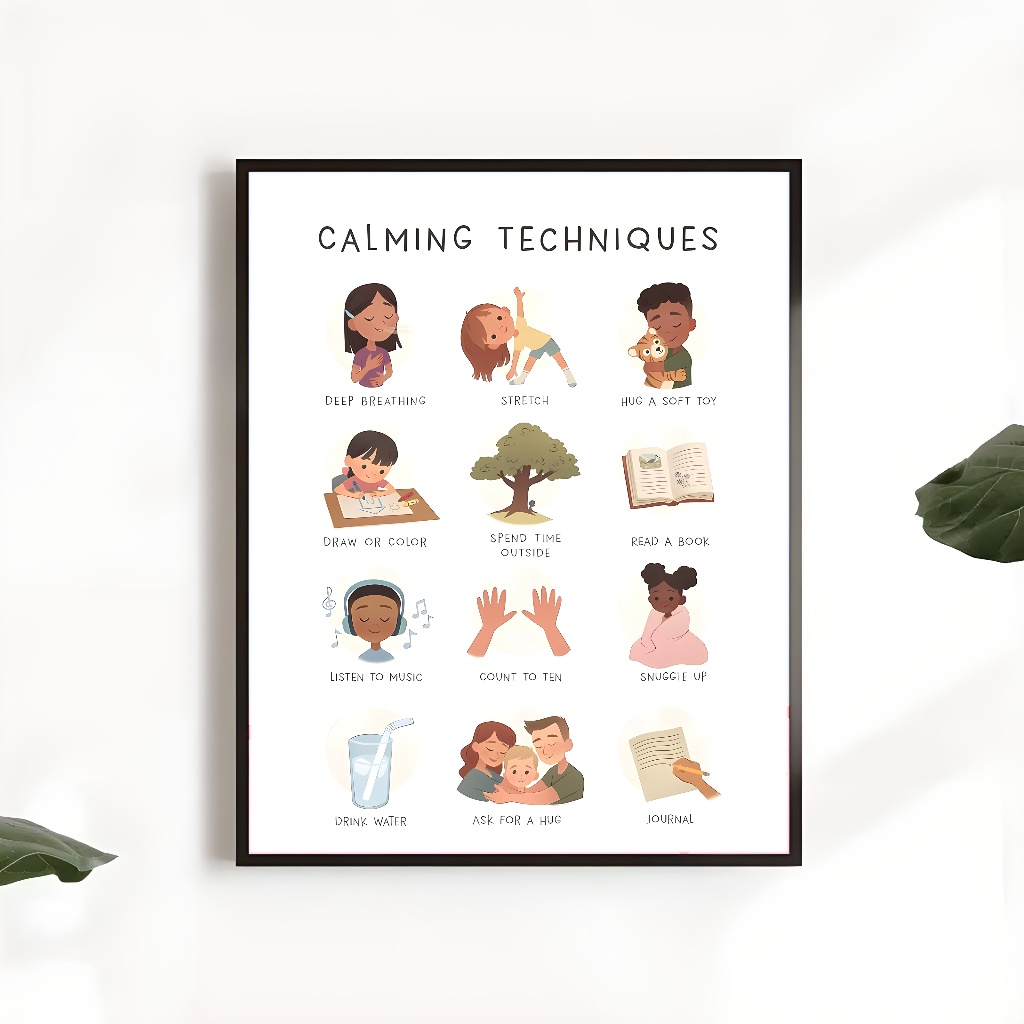 CALMING TECHNIQUES
DEEP BREATHING
STRETCH
HUG A SOFT TOY
DRAW OR COLOR
SPEND TIME
OUTSIDE
READ A BOOK
LISTEN TO MUSIC
COUNT TO TEN
SNUGGLE UP
DRINK WATER
ASK FOR A HUG
JOURNAL